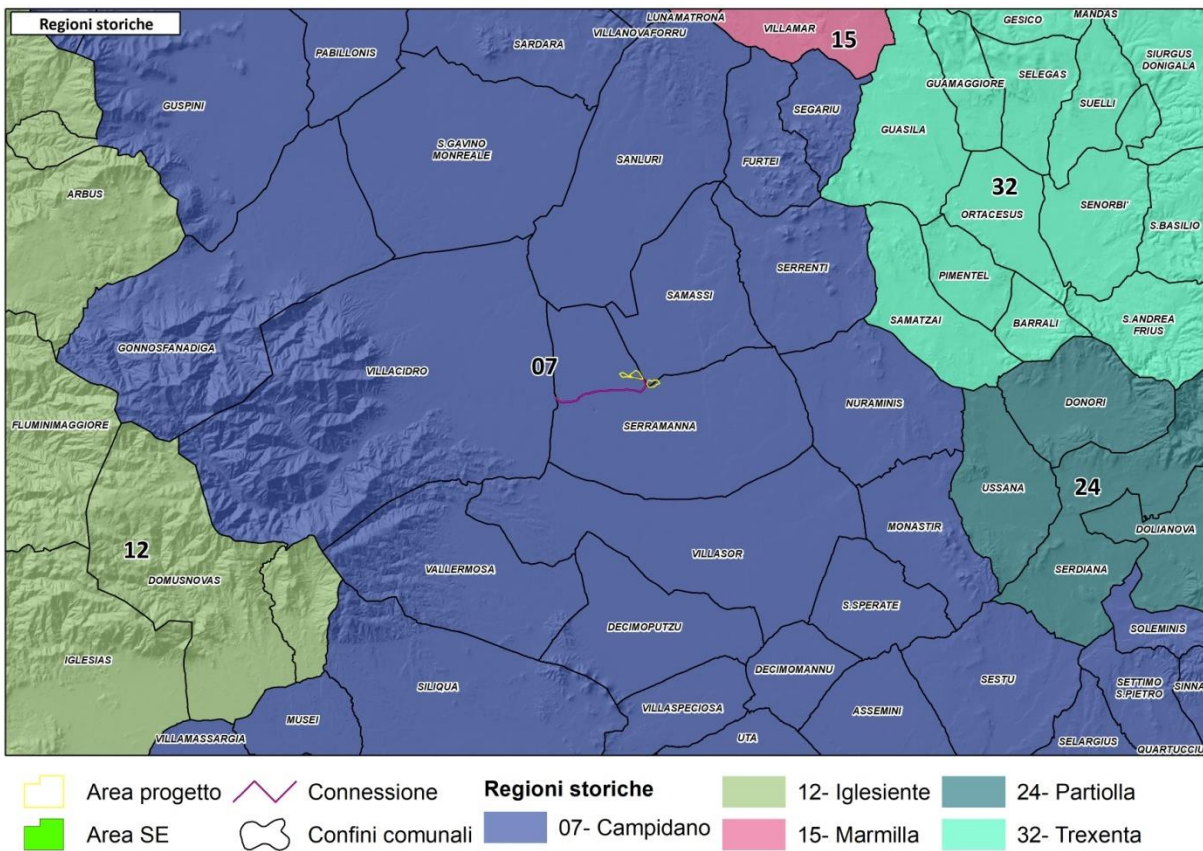 Regioni storiche
LUNAMATRONA
VILLANOVAFORRU
VILLAMAR
15
GESICO
MANDAS
PABILLONIS
SARDARA
SIURGUS
DONIGALA
GUSPINI
SEGARIU
GUAMAGGIORE
SELEGAS
SUELLI
GUASILA
S.GAVINO
MONREALE
SANLURI
FURTEI
32
ARBUS
ORTACESUS
SENORBI'
S.BASILIO
SERRENTI
PIMENTEL
SAMASSI
SAMATZAI
BARRALI
S.ANDREA
FRIUS
GONNOSFANADIGA
VILLACIDRO
07
NURAMINIS
DONORI
FLUMINIMAGGIORE
SERRAMANNA
USSANA
24
MONASTIR
DOLIANOVA
12
DOMUSNOVAS
VALLERMOSA
VILLASOR
SERDIANA
S.SPERATE
DECIMOPUTZU
SOLEMINIS
IGLESIAS
SILIQUA
DECIMOMANNU
SESTU
SETTIMO
S.PIETRO
SINNA
VILLASPECIOSA
ASSEMINI
MUSEI
VILLAMASSARGIA
UTA
SELARGIUS
QUARTUCCIU
Area progetto
Connessione
Regioni storiche
12- Iglesiente
24- Partiolla
Area SE
Confini comunali
07- Campidano
15- Marmilla
32- Trexenta